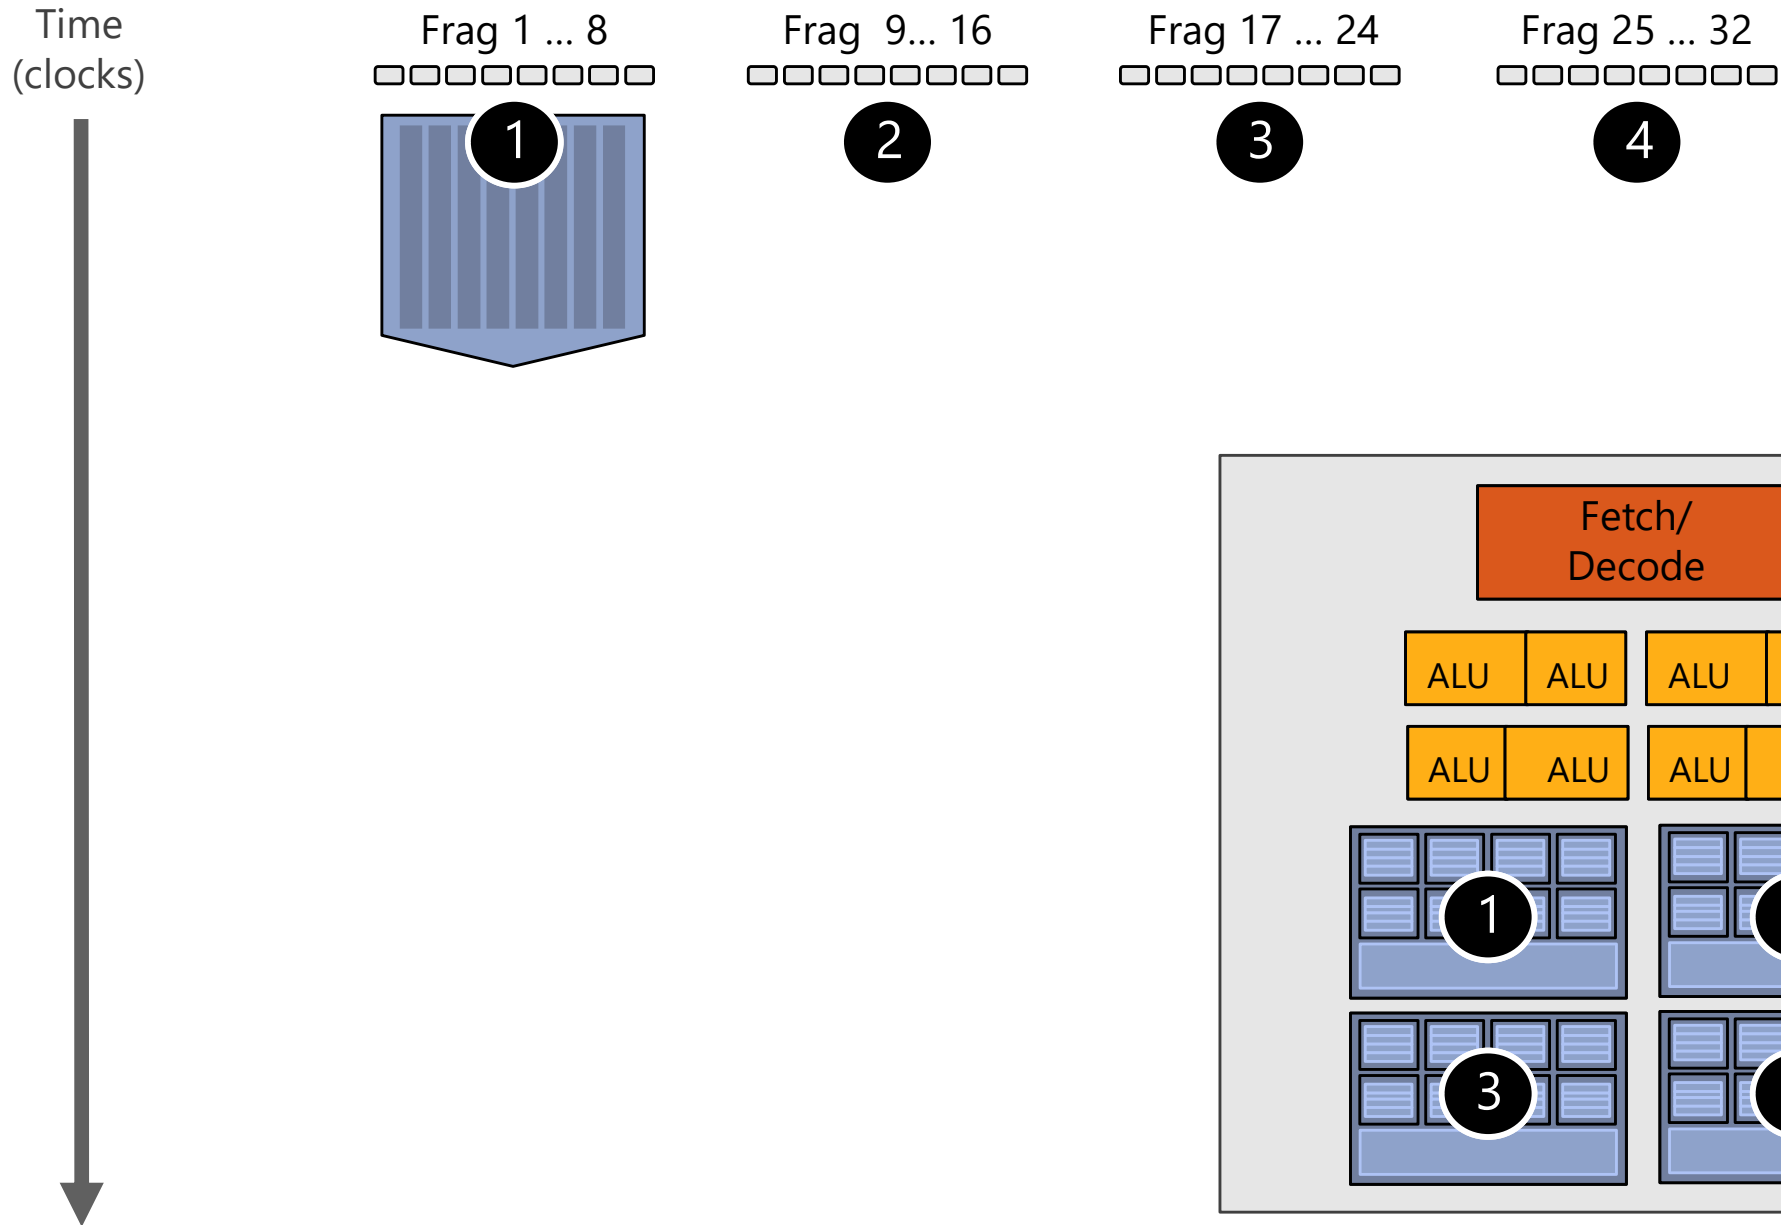 Time
(clocks)
Frag 1 ... 8
Frag 9... 16
Frag 17 ... 24
Frag 25 ... 32
1
2
3
4
Fetch/
Decode
ALU ALU ALU
ALU ALU ALU
1
3